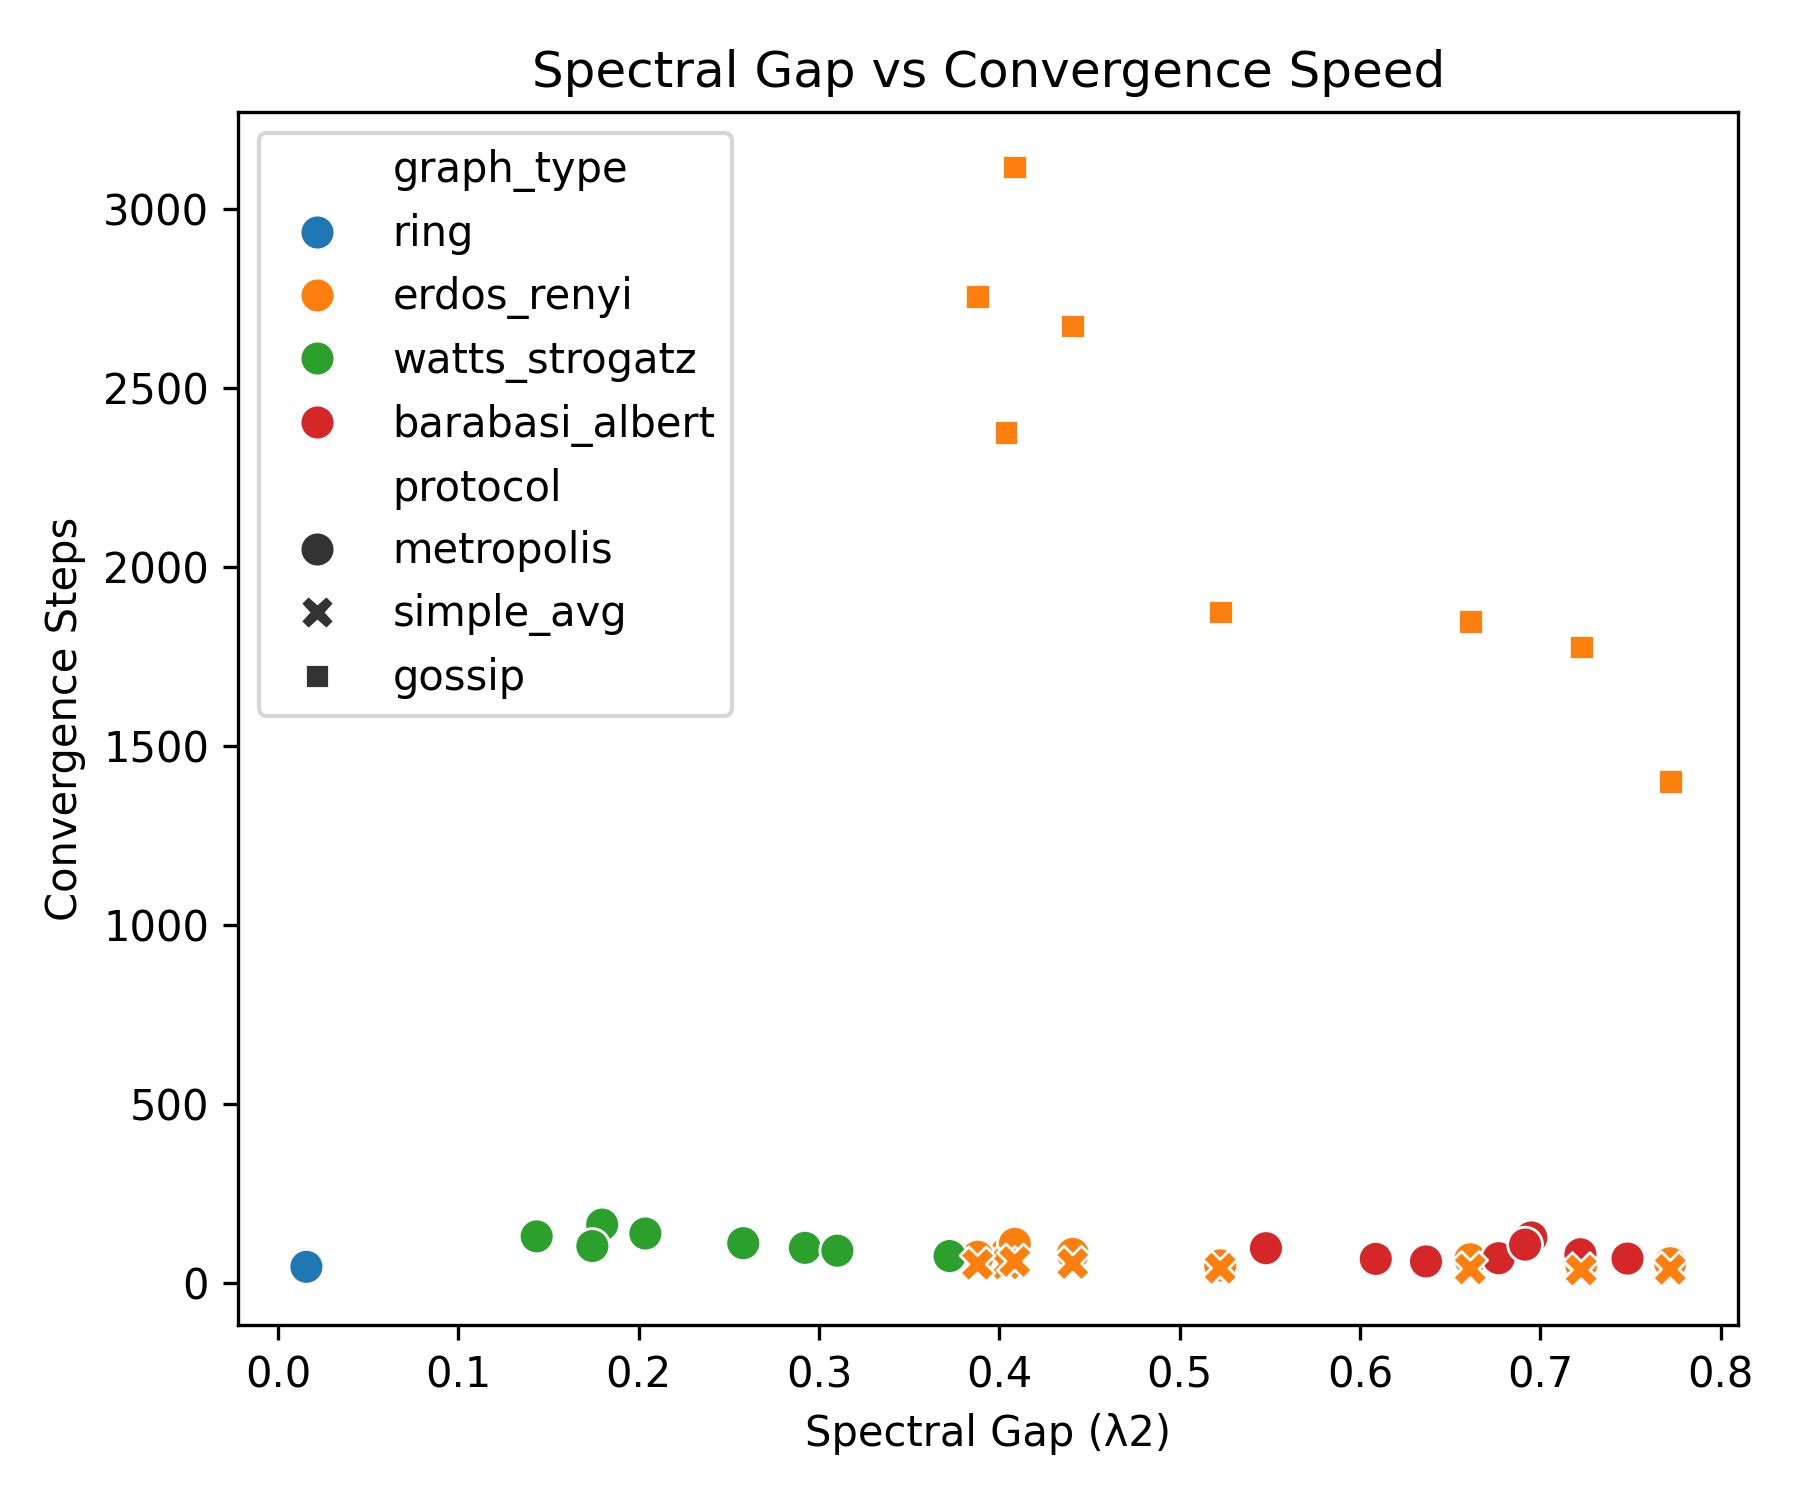 Spectral Gap vs Convergence Speed
graph_type
ring
erdos_renyi
watts_strogatz
barabasi_albert
protocol
metropolis
simple_avg
gossip
Convergence Steps
3000
2500
2000
1500
1000
500
0
0.0 0.1 0.2 0.3 0.4 0.5 0.6 0.7 0.8
Spectral Gap (λ2)